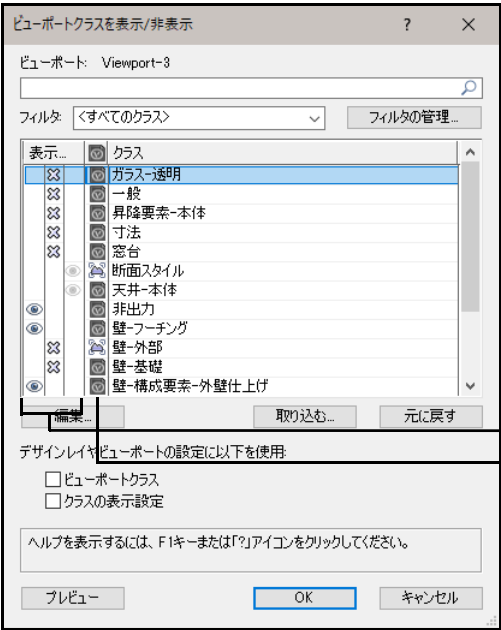 ビューポートクラスを表示/非表示 ?
ビューポート: Viewport-3
フィルタ: <すべてのクラス> フィルタの管理...
表示... クラス
ガラス-透明
一般
昇降要素-本体
寸法
窓台
断面スタイル
天井-本体
非出力
壁-フーチング
壁-外部
壁-基礎
壁-構成要素-外壁仕上げ
編集... 取り込む... 元に戻す
デザインレイヤビューポートの設定に以下を使用:
ビューポートクラス
クラスの表示設定
ヘルプを表示するには、F1キーまたは「?」アイコンをクリックしてください。
プレビュー OK キャンセル